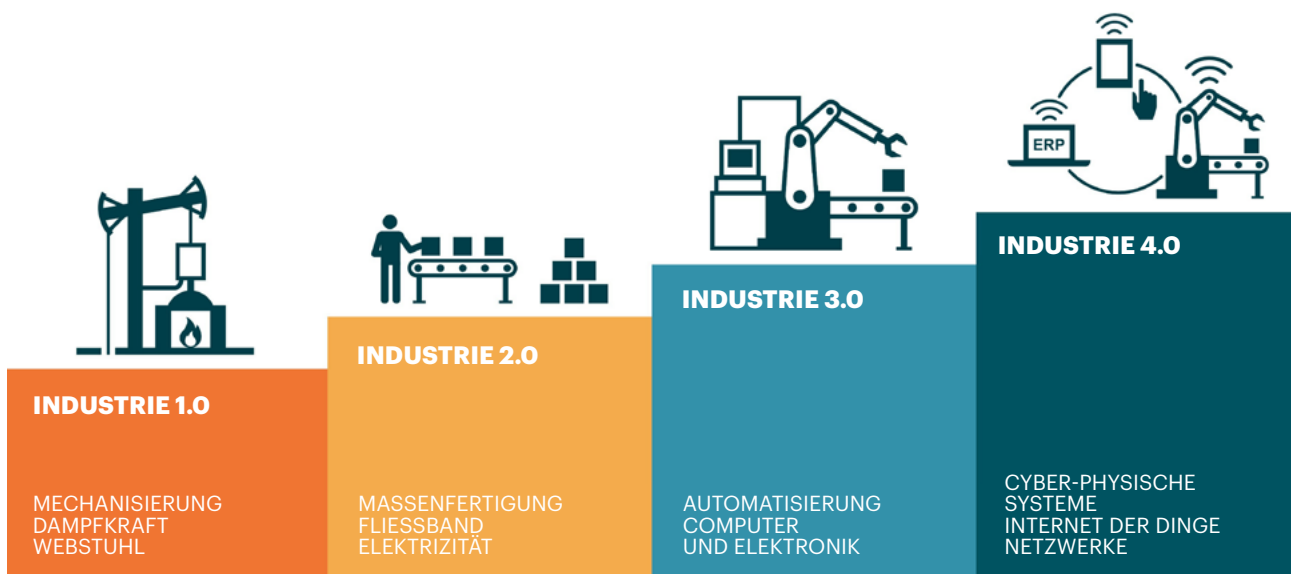 INDUSTRIE 1.0
MECHANISIERUNG
DAMPFKRAFT
WEBSTUHL
INDUSTRIE 2.0
MASSENFERTIGUNG
FLIESSBAND
ELEKTRIZITÄT
INDUSTRIE 3.0
AUTOMATISIERUNG
COMPUTER
UND ELEKTRONIK
ERP
INDUSTRIE 4.0
CYBER-PHYSISCHE
SYSTEME
INTERNET DER DINGE
NETZWERKE